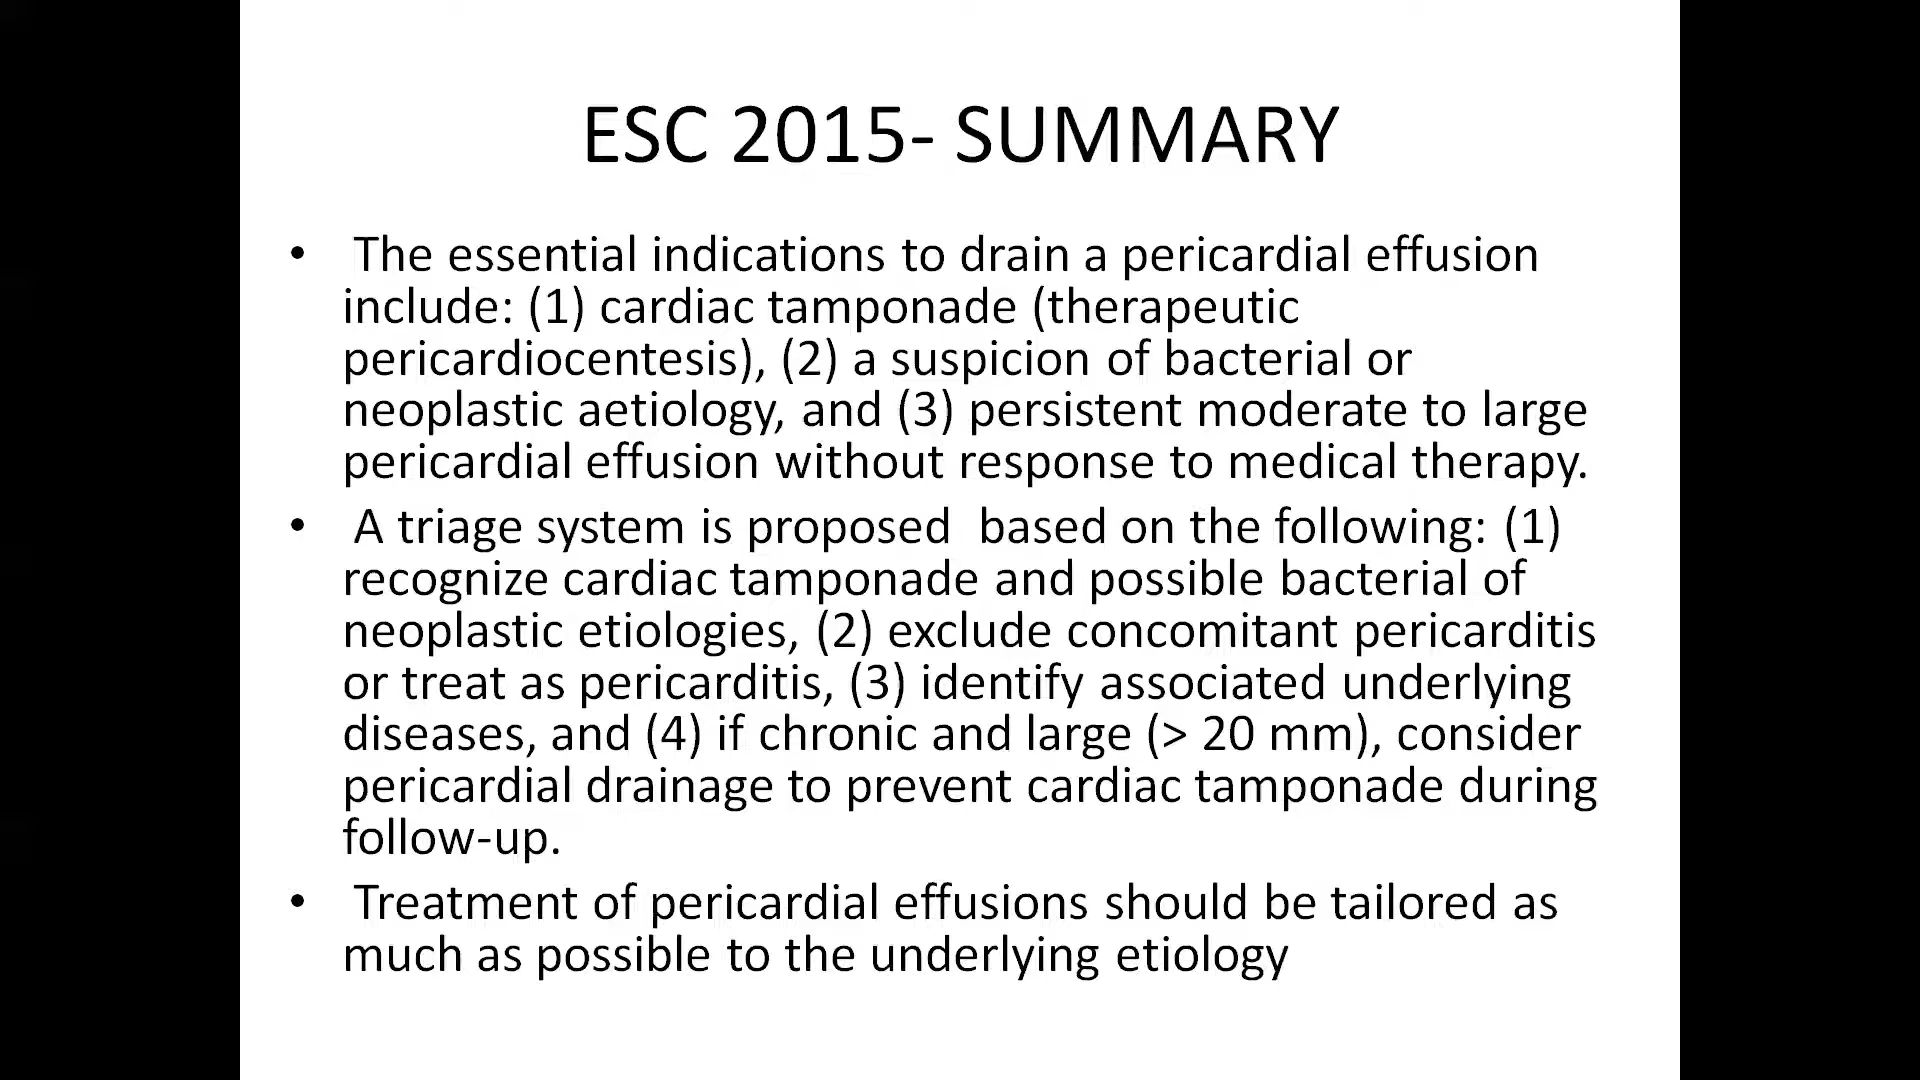 ESC 2015- SUMMARY
• The essential indications to drain a pericardial effusion
include: (1) cardiac tamponade (therapeutic
pericardiocentesis), (2) a suspicion of bacterial or
neoplastic aetiology, and (3) persistent moderate to large
pericardial effusion without response to medical therapy.
• A triage system is proposed  based on the following: (1)
recognize cardiac tamponade and possible bacterial of
neoplastic etiologies, (2) exclude concomitant pericarditis
or treat as pericarditis, (3) identify associated underlying
diseases, and (4) if chronic and large (> 20 mm), consider
pericardial drainage to prevent cardiac tamponade during
follow-up.
• Treatment of pericardial effusions should be tailored as
much as possible to the underlying etiology